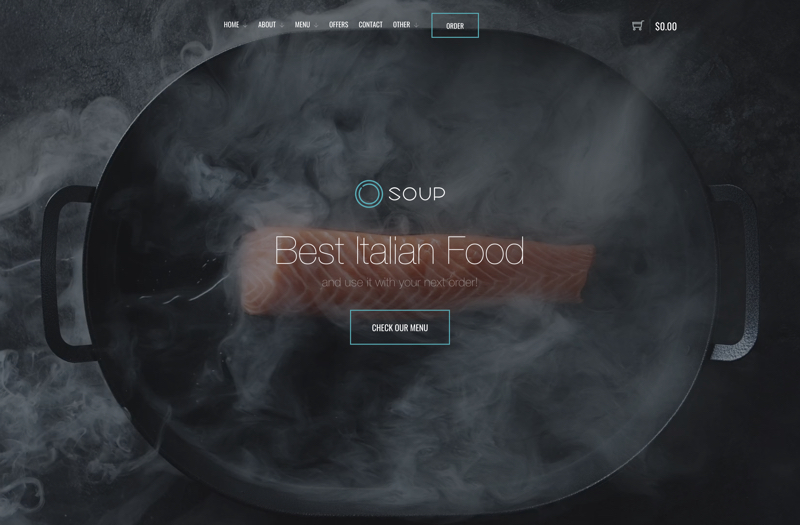 HOME ABOUT MENU OFFERS CONTACT OTHER ORDER $0.00
SOUP
Best Italian Food
and use it with your next order!
CHECK OUR MENU